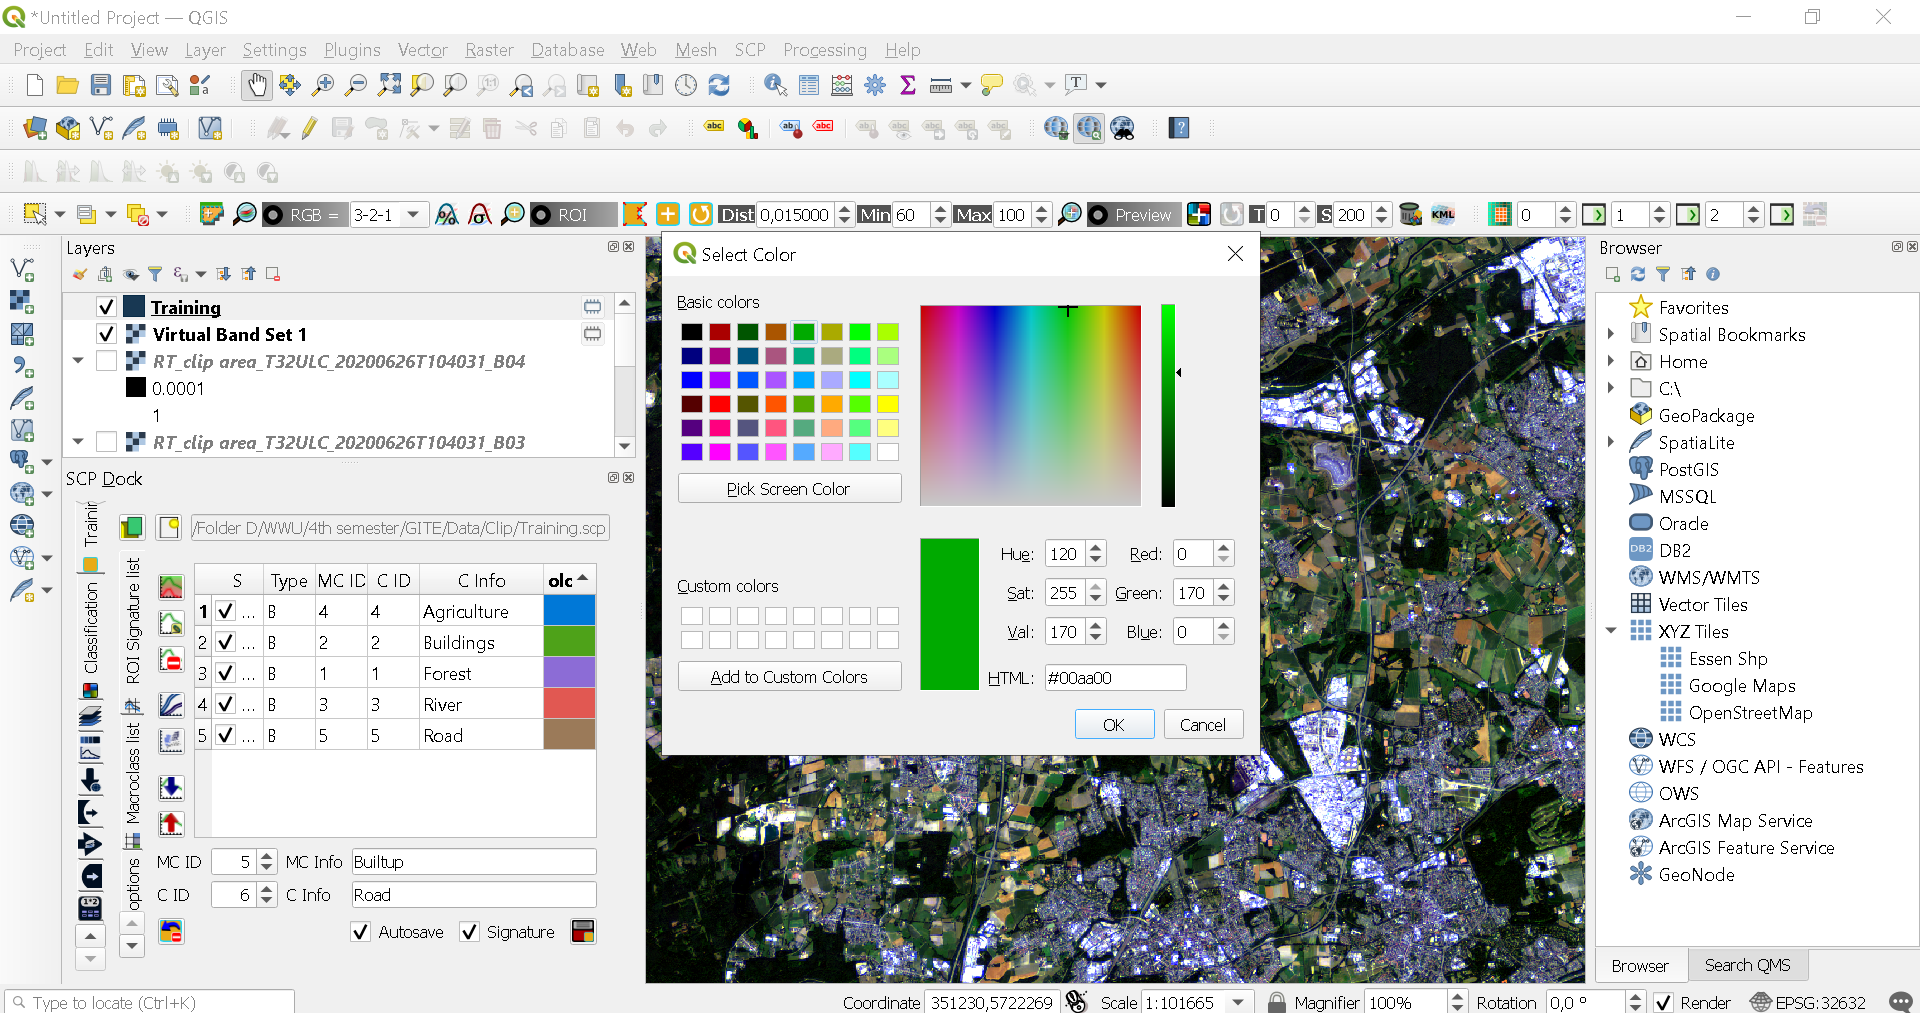 *Untitled Project — QGIS
Project Edit View Layer Settings Plugins Vector Raster Database Web Mesh SCP Processing Help
RGB = 3-2-1 ROI Dist 0,015000 Min 60 Max 100 Preview T 0 S 200 KML 0 1 2
Layers
Training
Virtual Band Set 1
RT_clip area_T32ULC_20200626T104031_B04
0.0001
1
RT_clip area_T32ULC_20200626T104031_B03
SCP Dock
Trainin
Classification
ROI Signature list
Macroclass list
options
/Folder D/WWU/4th semester/GITE/Data/Clip/Training.scp
S Type MC ID C ID C Info olc
1 ... B 4 4 Agriculture
2 ... B 2 2 Buildings
3 ... B 1 1 Forest
4 ... B 3 3 River
5 ... B 5 5 Road
MC ID 5 MC Info Builtup
C ID 6 C Info Road
Autosave Signature
Select Color
Basic colors
Pick Screen Color
Custom colors
Add to Custom Colors
Hue: 120 Red: 0
Sat: 255 Green: 170
Val: 170 Blue: 0
HTML: #00aa00
OK Cancel
Browser
Favorites
Spatial Bookmarks
Home
C:\
GeoPackage
SpatiaLite
PostGIS
MSSQL
Oracle
DB2 DB2
WMS/WMTS
Vector Tiles
XYZ Tiles
Essen Shp
Google Maps
OpenStreetMap
WCS
WFS / OGC API - Features
OWS
ArcGIS Map Service
ArcGIS Feature Service
GeoNode
Browser Search QMS
Type to locate (Ctrl+K) Coordinate 351230,5722269 Scale 1:101665 Magnifier 100% Rotation 0,0 ° Render EPSG:32632